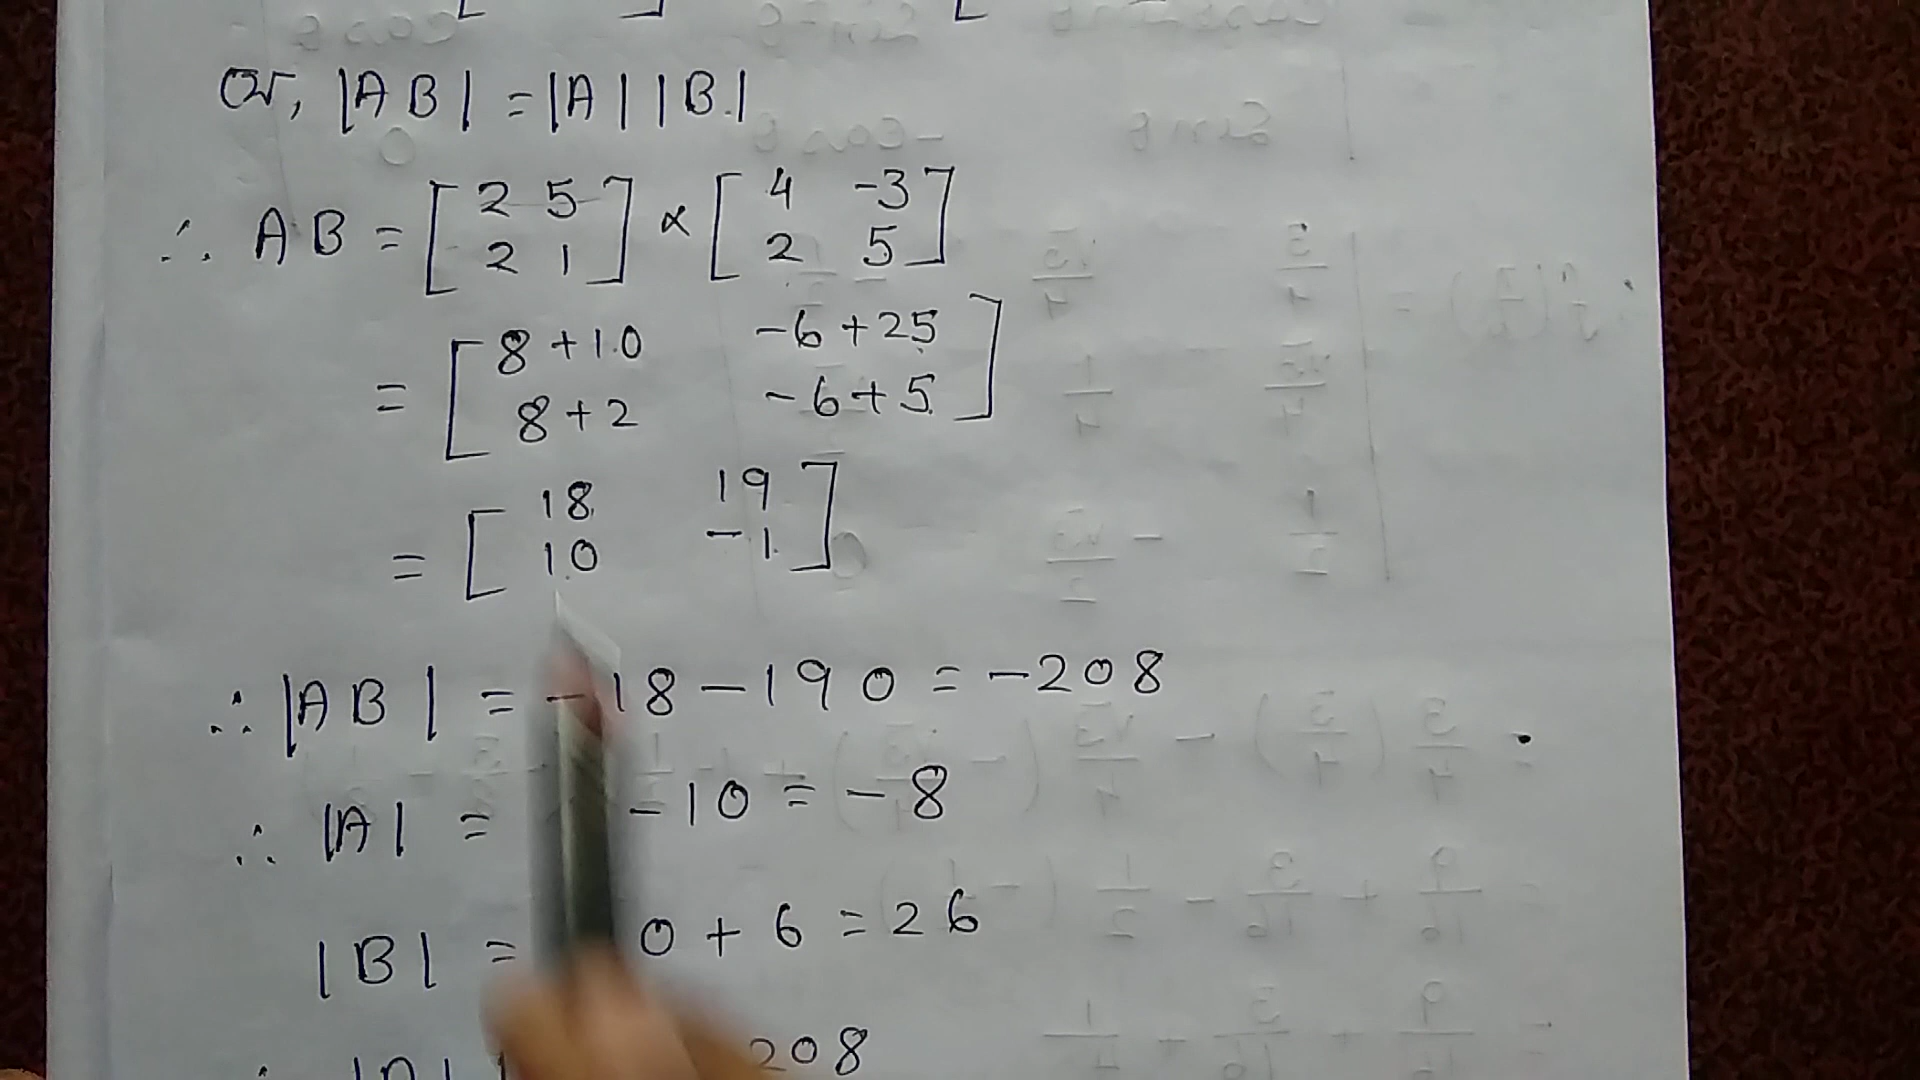 or, |AB| = |A||B|
∴ AB = [ 2 5 ] × [ 4 -3 ]
[ 2 1 ] [ 2 5 ]
= [ 8+10 -6+25 ]
[ 8+2 -6+5 ]
= [ 18 19 ]
[ 10 -1 ]
∴ |AB| = -18-190 = -208
∴ |A| = -10 = -8
|B| = 0+6 = 26
208